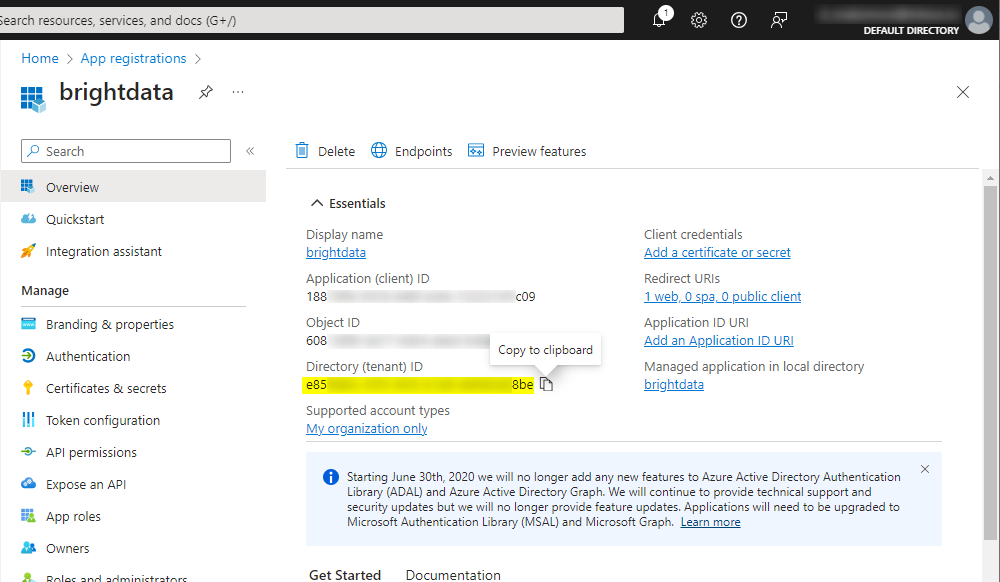 Search resources, services, and docs (G+/)
1
DEFAULT DIRECTORY
Home > App registrations >
brightdata
...
Search
«
Delete
Endpoints
Preview features
Overview
Quickstart
Integration assistant
Manage
Branding & properties
Authentication
Certificates & secrets
Token configuration
API permissions
Expose an API
App roles
Owners
Roles and administrators
Essentials
Display name
brightdata
Application (client) ID
188 c09
Object ID
608
Copy to clipboard
Directory (tenant) ID
e85 8be
Supported account types
My organization only
Client credentials
Add a certificate or secret
Redirect URIs
1 web, 0 spa, 0 public client
Application ID URI
Add an Application ID URI
Managed application in local directory
brightdata
Starting June 30th, 2020 we will no longer add any new features to Azure Active Directory Authentication
Library (ADAL) and Azure Active Directory Graph. We will continue to provide technical support and
security updates but we will no longer provide feature updates. Applications will need to be upgraded to
Microsoft Authentication Library (MSAL) and Microsoft Graph. Learn more
Get Started
Documentation